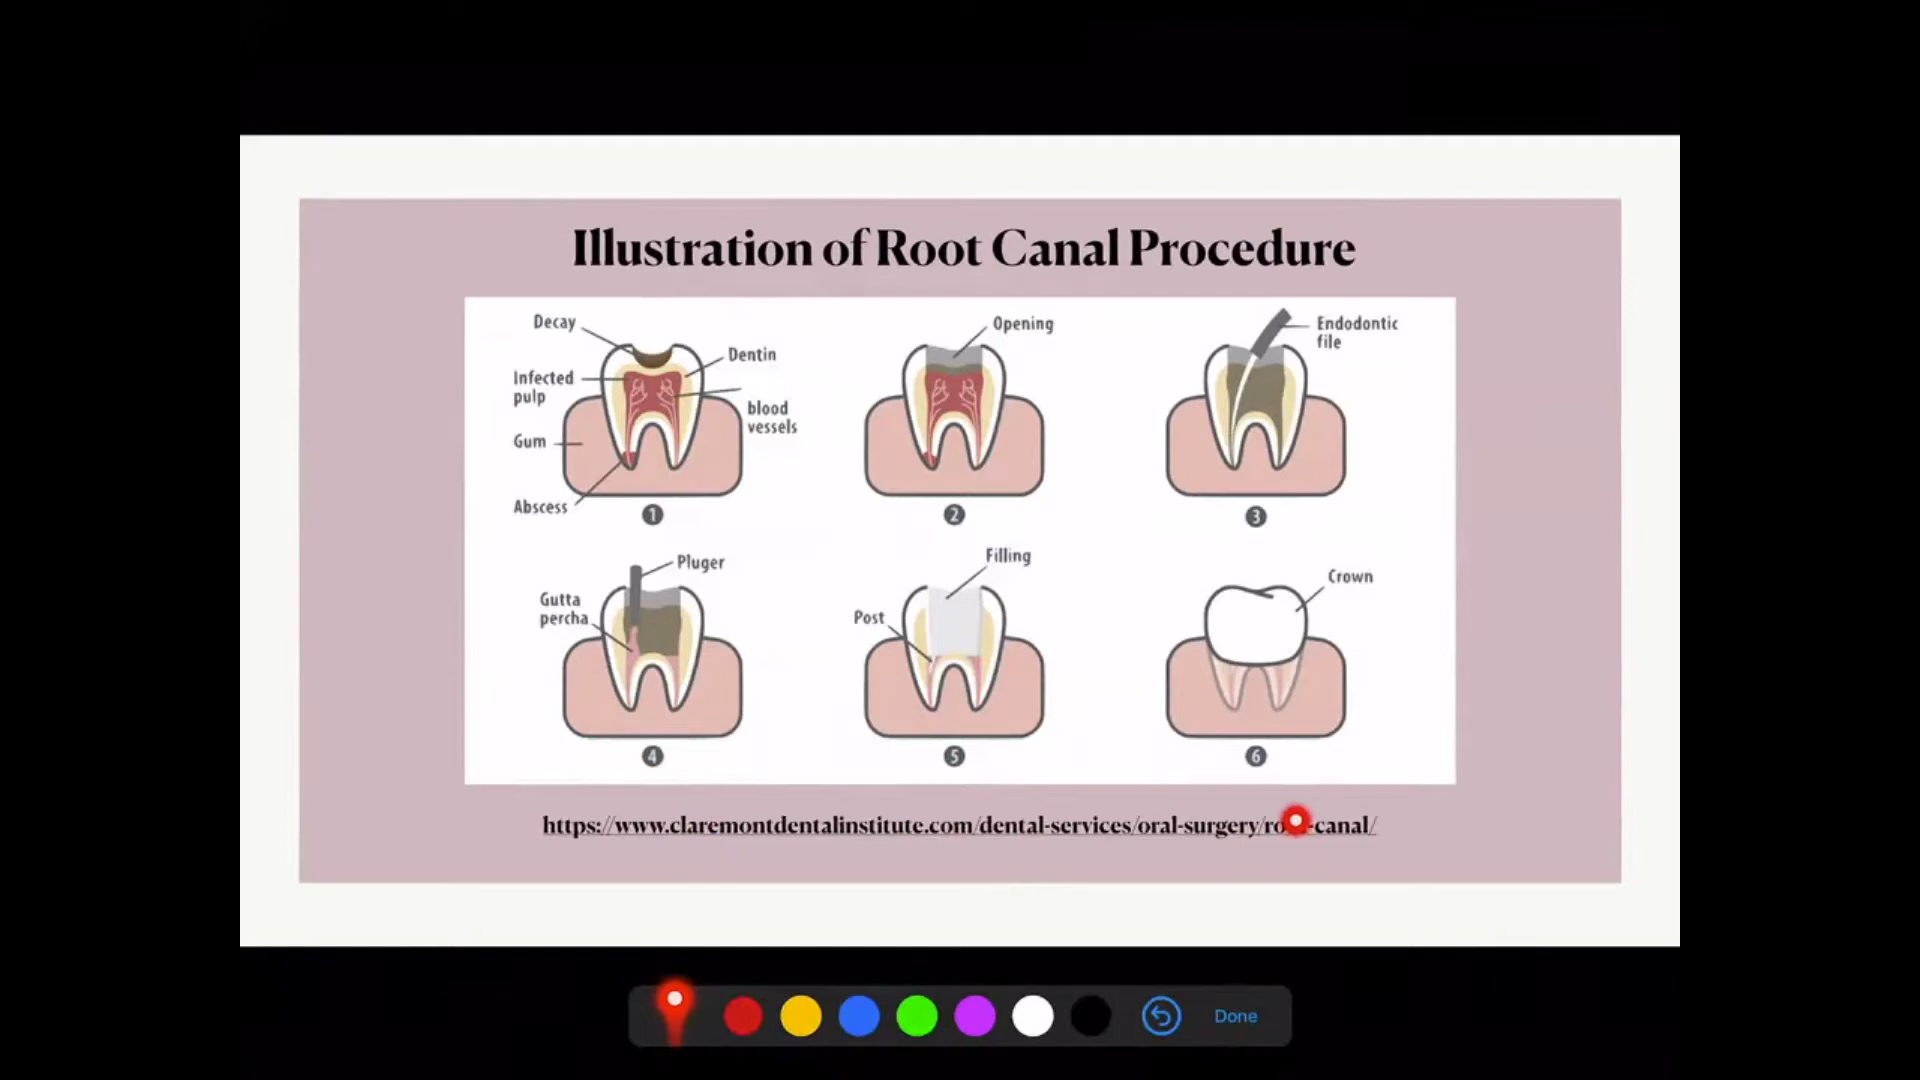 Illustration of Root Canal Procedure
Decay
Dentin
Infected
pulp
blood
vessels
Gum
Abscess
1
Opening
2
Endodontic
file
3
Pluger
Gutta
percha
4
Filling
Post
5
Crown
6
https://www.claremontdentalinstitute.com/dental-services/oral-surgery/ro -canal/
Done